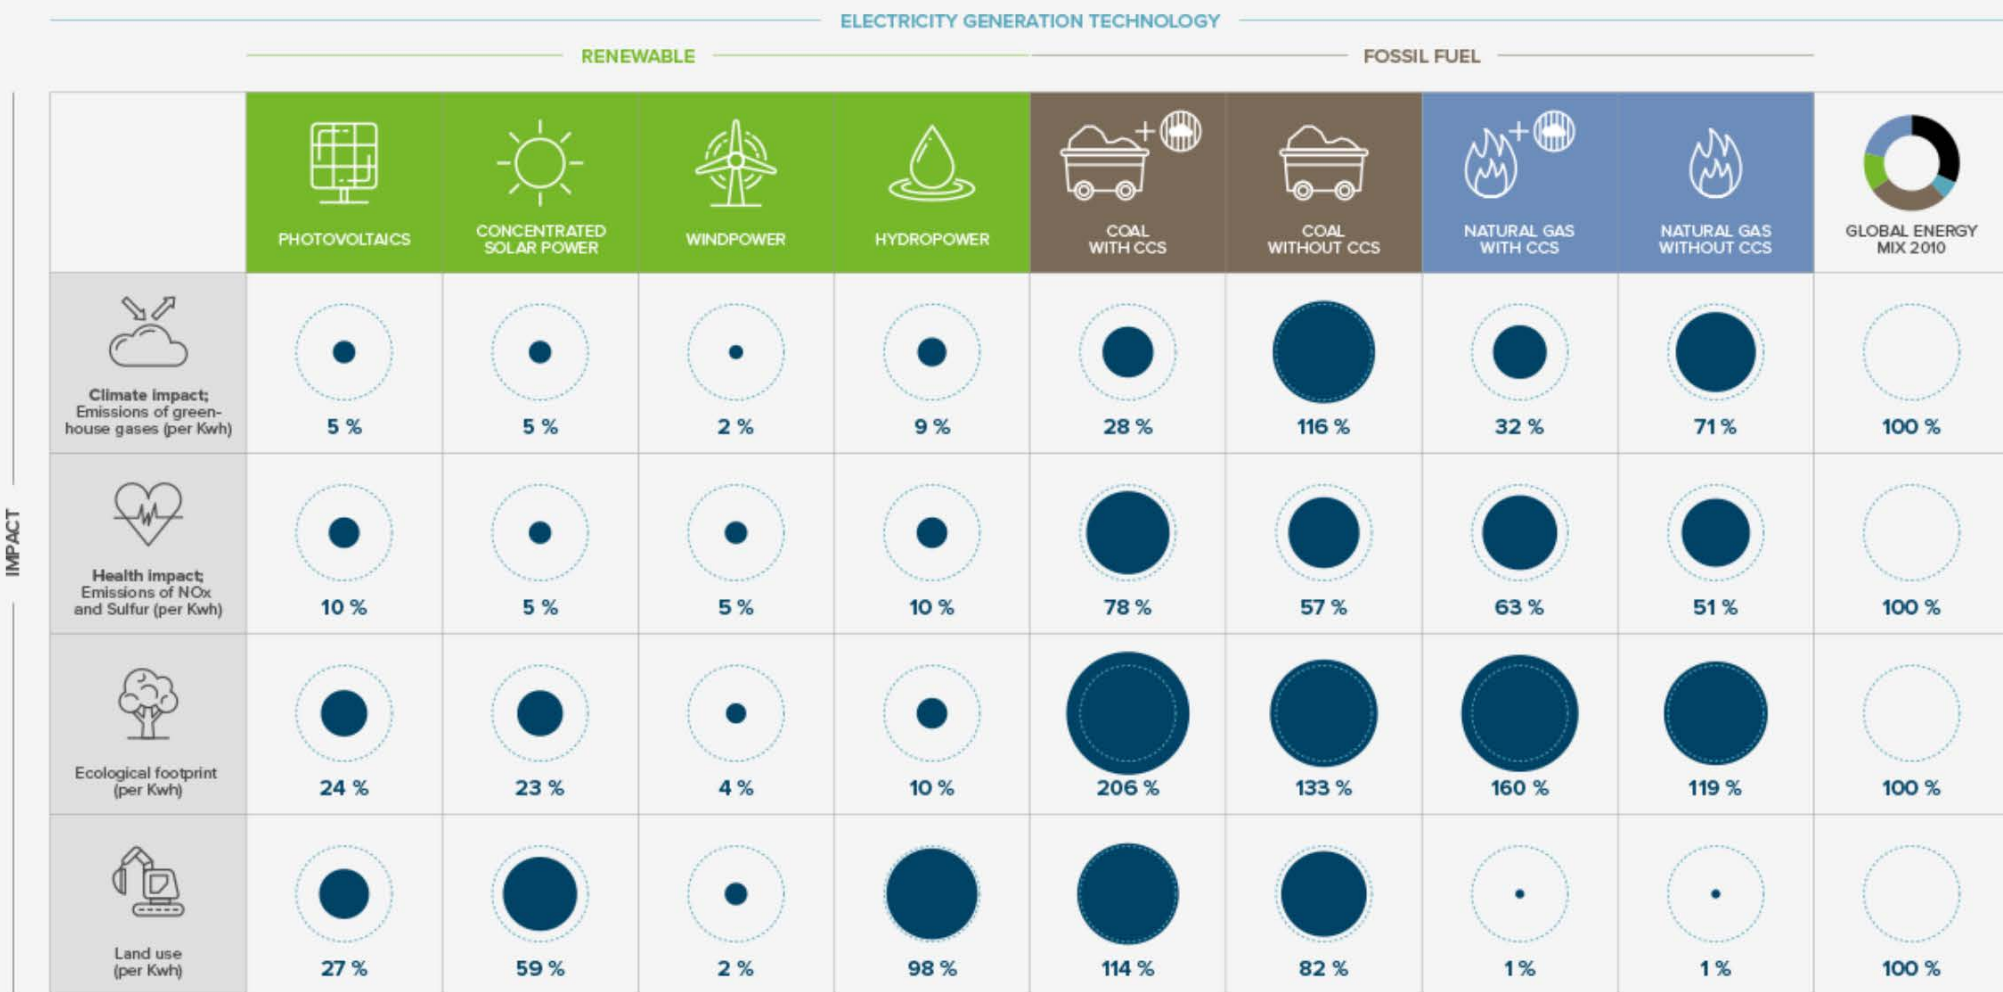 ELECTRICITY GENERATION TECHNOLOGY
RENEWABLE
FOSSIL FUEL
PHOTOVOLTAICS
CONCENTRATED
SOLAR POWER
WINDPOWER
HYDROPOWER
COAL
WITH CCS
COAL
WITHOUT CCS
NATURAL GAS
WITH CCS
NATURAL GAS
WITHOUT CCS
GLOBAL ENERGY
MIX 2010
IMPACT
Climate impact;
Emissions of green-
house gases (per Kwh)
5 %
5 %
2 %
9 %
28 %
116 %
32 %
71 %
100 %
Health impact;
Emissions of NOx
and Sulfur (per Kwh)
10 %
5 %
5 %
10 %
78 %
57 %
63 %
51 %
100 %
Ecological footprint
(per Kwh)
24 %
23 %
4 %
10 %
206 %
133 %
160 %
119 %
100 %
Land use
(per Kwh)
27 %
59 %
2 %
98 %
114 %
82 %
1 %
1 %
100 %